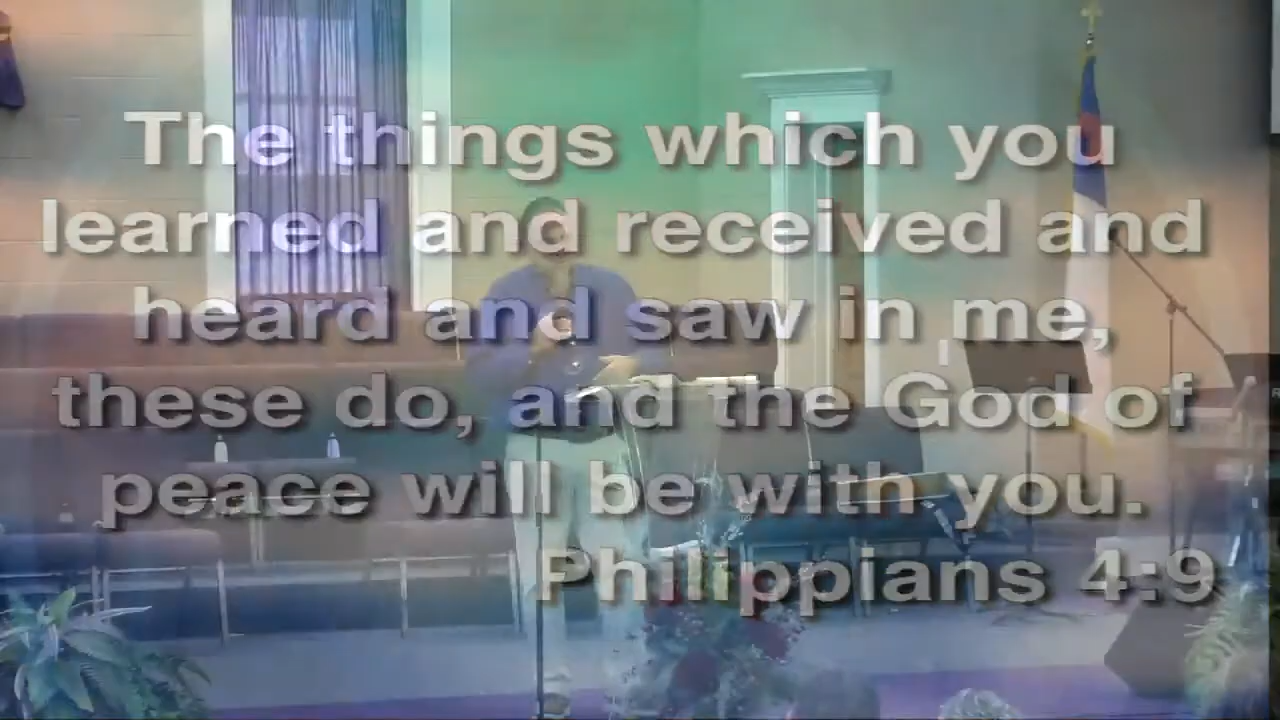 The things which you
learned and received and
heard and saw in me,
these do, and the God of
peace will be with you.
Philippians 4:9